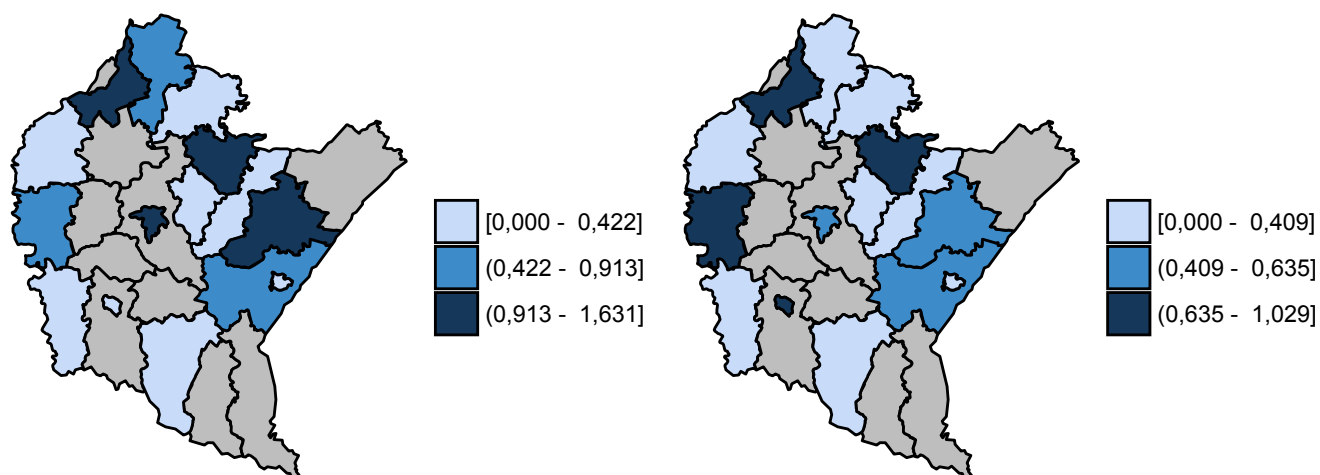 [0,000 - 0,422]
(0,422 - 0,913]
(0,913 - 1,631]
[0,000 - 0,409]
(0,409 - 0,635]
(0,635 - 1,029]